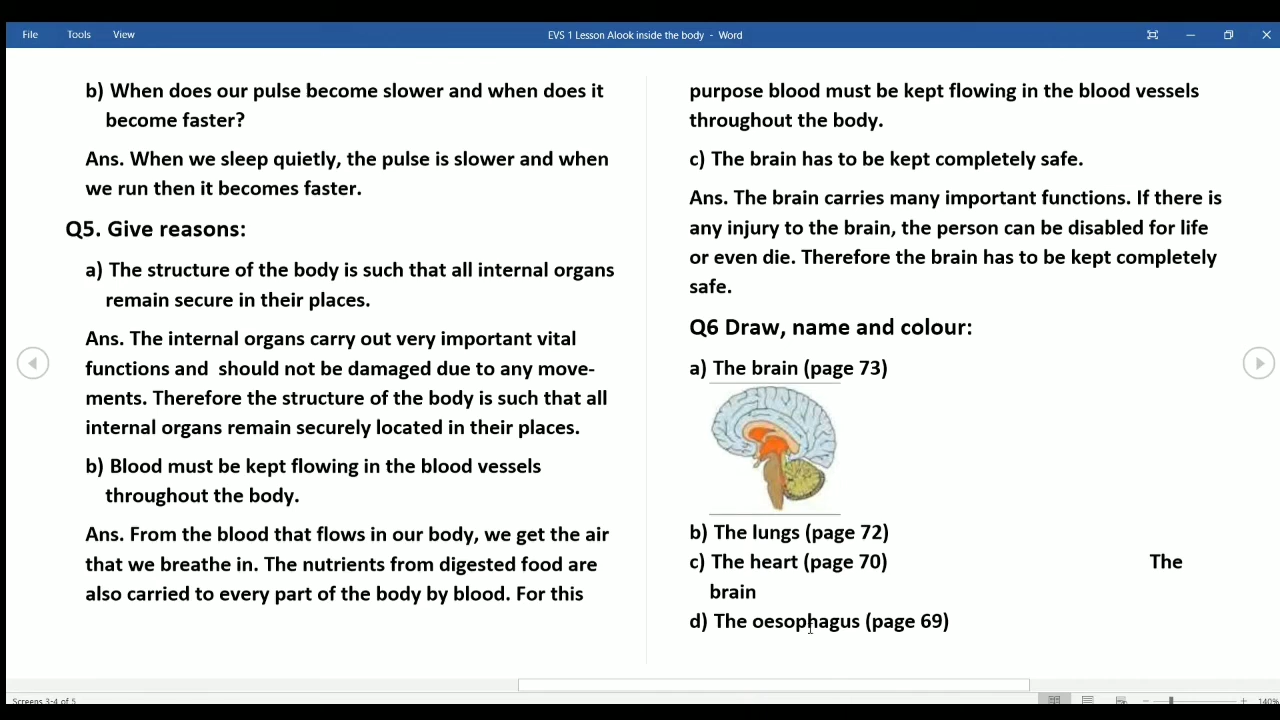 File Tools View EVS 1 Lesson Alook inside the body - Word
b) When does our pulse become slower and when does it
become faster?
Ans. When we sleep quietly, the pulse is slower and when
we run then it becomes faster.
Q5. Give reasons:
a) The structure of the body is such that all internal organs
remain secure in their places.
Ans. The internal organs carry out very important vital
functions and  should not be damaged due to any move-
ments. Therefore the structure of the body is such that all
internal organs remain securely located in their places.
b) Blood must be kept flowing in the blood vessels
throughout the body.
Ans. From the blood that flows in our body, we get the air
that we breathe in. The nutrients from digested food are
also carried to every part of the body by blood. For this
purpose blood must be kept flowing in the blood vessels
throughout the body.
c) The brain has to be kept completely safe.
Ans. The brain carries many important functions. If there is
any injury to the brain, the person can be disabled for life
or even die. Therefore the brain has to be kept completely
safe.
Q6 Draw, name and colour:
a) The brain (page 73)
b) The lungs (page 72)
c) The heart (page 70) The
brain
d) The oesophagus (page 69)
Screens 3-4 of 5 140%